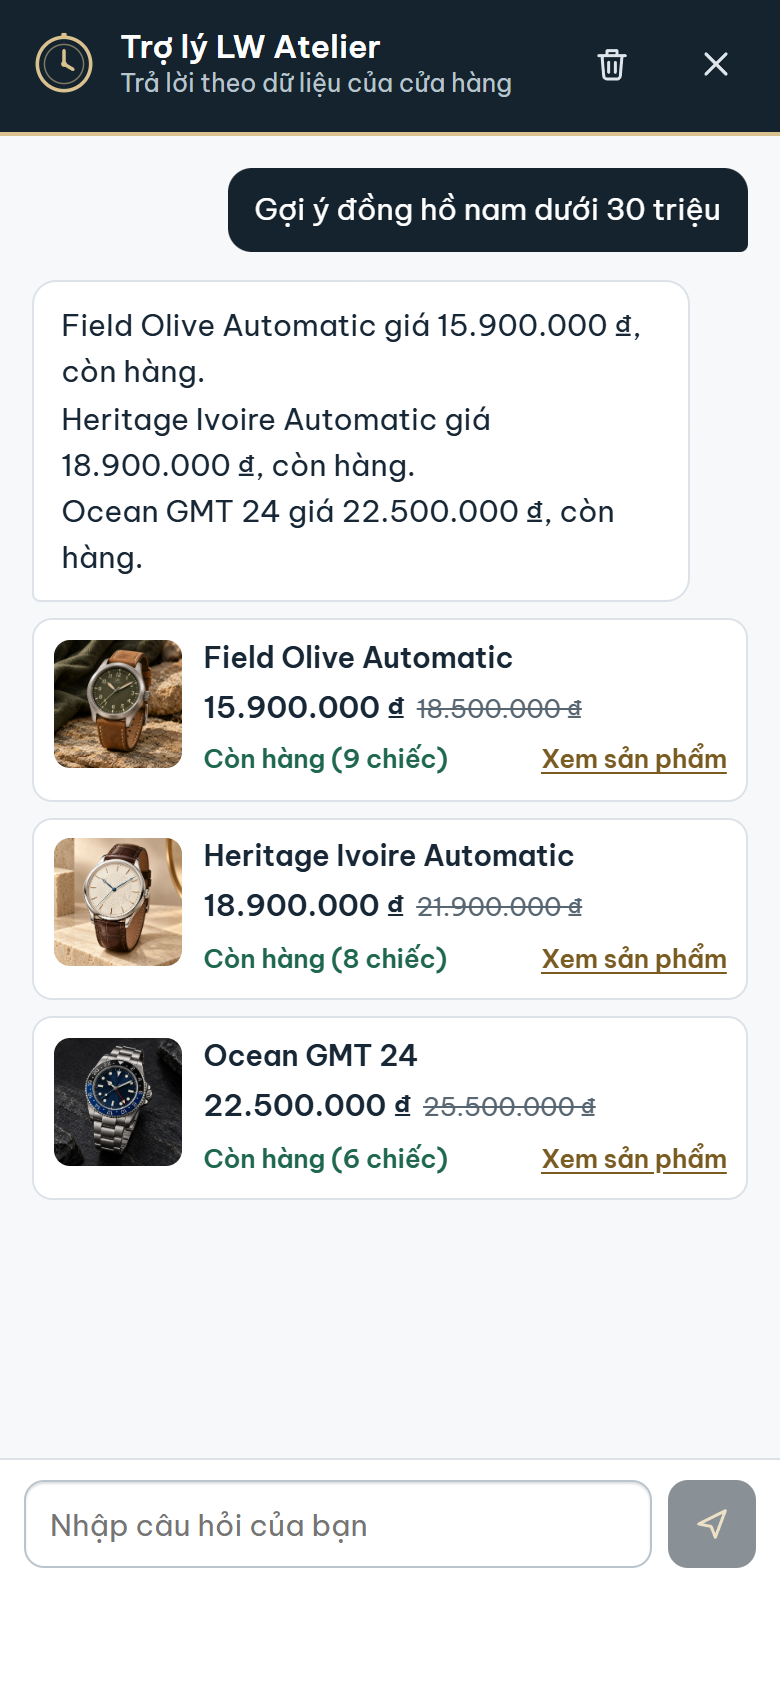 Trợ lý LW Atelier
Trả lời theo dữ liệu của cửa hàng
Gợi ý đồng hồ nam dưới 30 triệu
Field Olive Automatic giá 15.900.000 ₫,
còn hàng.
Heritage Ivoire Automatic giá
18.900.000 ₫, còn hàng.
Ocean GMT 24 giá 22.500.000 ₫, còn
hàng.
Field Olive Automatic
15.900.000 ₫ 18.500.000 ₫
Còn hàng (9 chiếc) Xem sản phẩm
Heritage Ivoire Automatic
18.900.000 ₫ 21.900.000 ₫
Còn hàng (8 chiếc) Xem sản phẩm
Ocean GMT 24
22.500.000 ₫ 25.500.000 ₫
Còn hàng (6 chiếc) Xem sản phẩm
Nhập câu hỏi của bạn